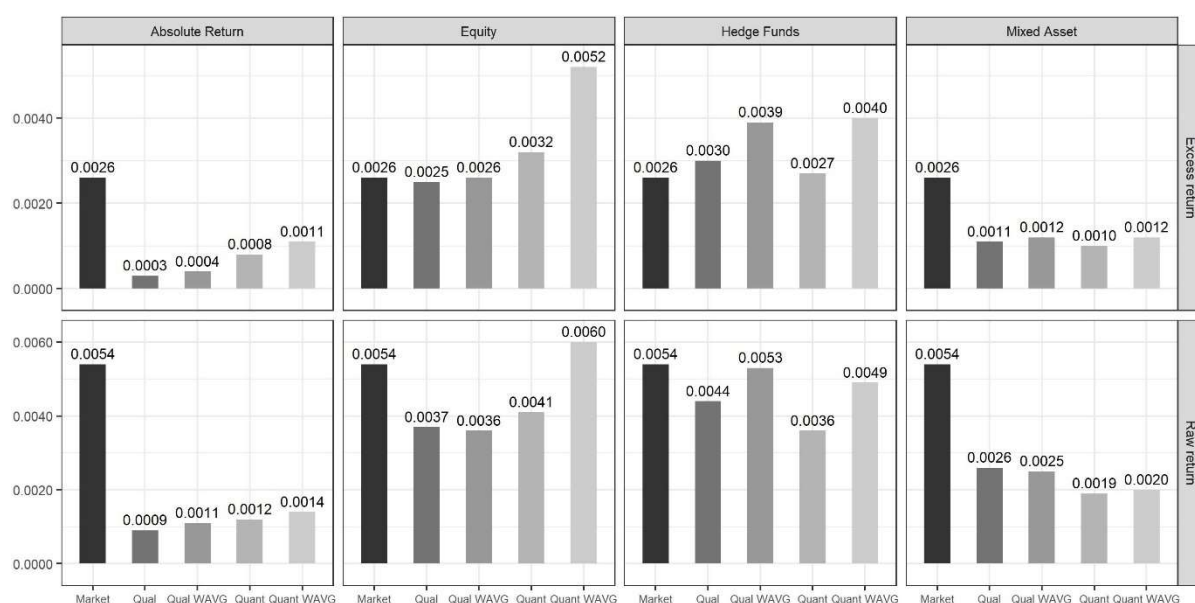 Absolute Return Equity Hedge Funds Mixed Asset
0.0040
0.0020
0.0000
0.0026 0.0003 0.0004 0.0008 0.0011
0.0026 0.0025 0.0026 0.0032 0.0052
0.0026 0.0030 0.0039 0.0027 0.0040
0.0026 0.0011 0.0012 0.0010 0.0012
Excess return
0.0060
0.0040
0.0020
0.0000
0.0054 0.0009 0.0011 0.0012 0.0014
0.0054 0.0037 0.0036 0.0041 0.0060
0.0054 0.0044 0.0053 0.0036 0.0049
0.0054 0.0026 0.0025 0.0019 0.0020
Raw return
Market Qual Qual WAVG Quant Quant WAVG Market Qual Qual WAVG Quant Quant WAVG Market Qual Qual WAVG Quant Quant WAVG Market Qual Qual WAVG Quant Quant WAVG